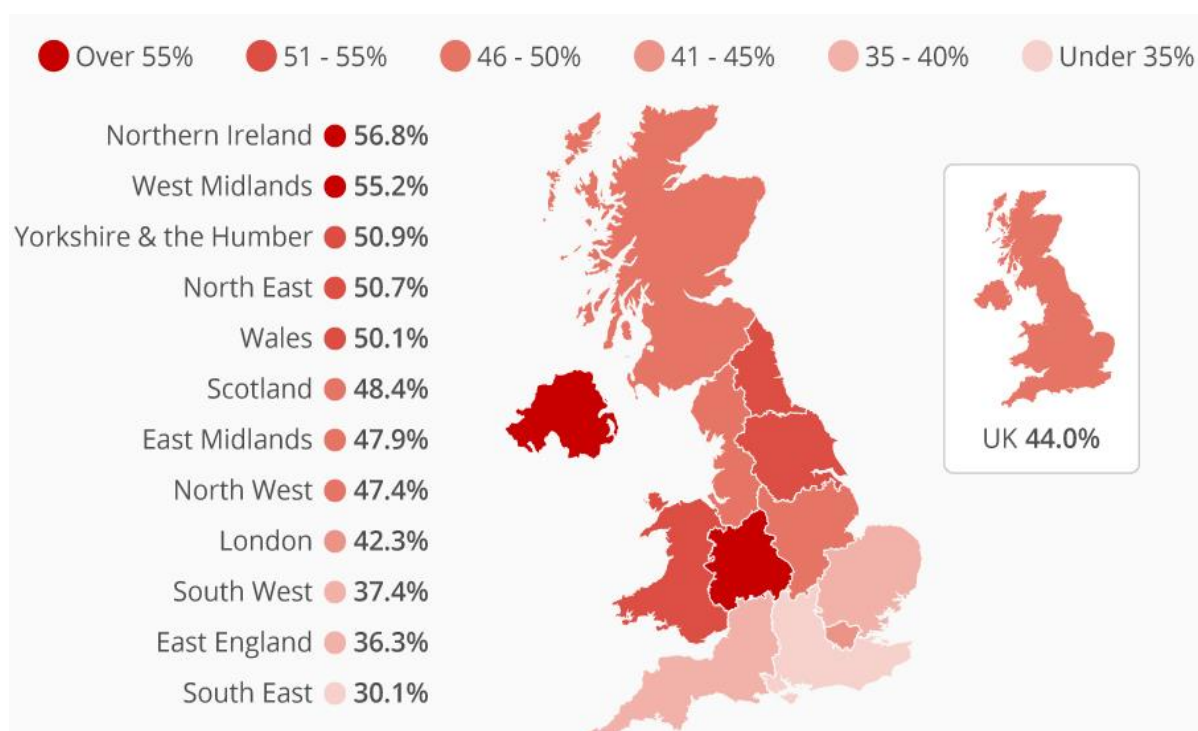 Over 55% 51 - 55% 46 - 50% 41 - 45% 35 - 40% Under 35%
Northern Ireland 56.8%
West Midlands 55.2%
Yorkshire & the Humber 50.9%
North East 50.7%
Wales 50.1%
Scotland 48.4%
East Midlands 47.9%
North West 47.4%
London 42.3%
South West 37.4%
East England 36.3%
South East 30.1%
UK 44.0%